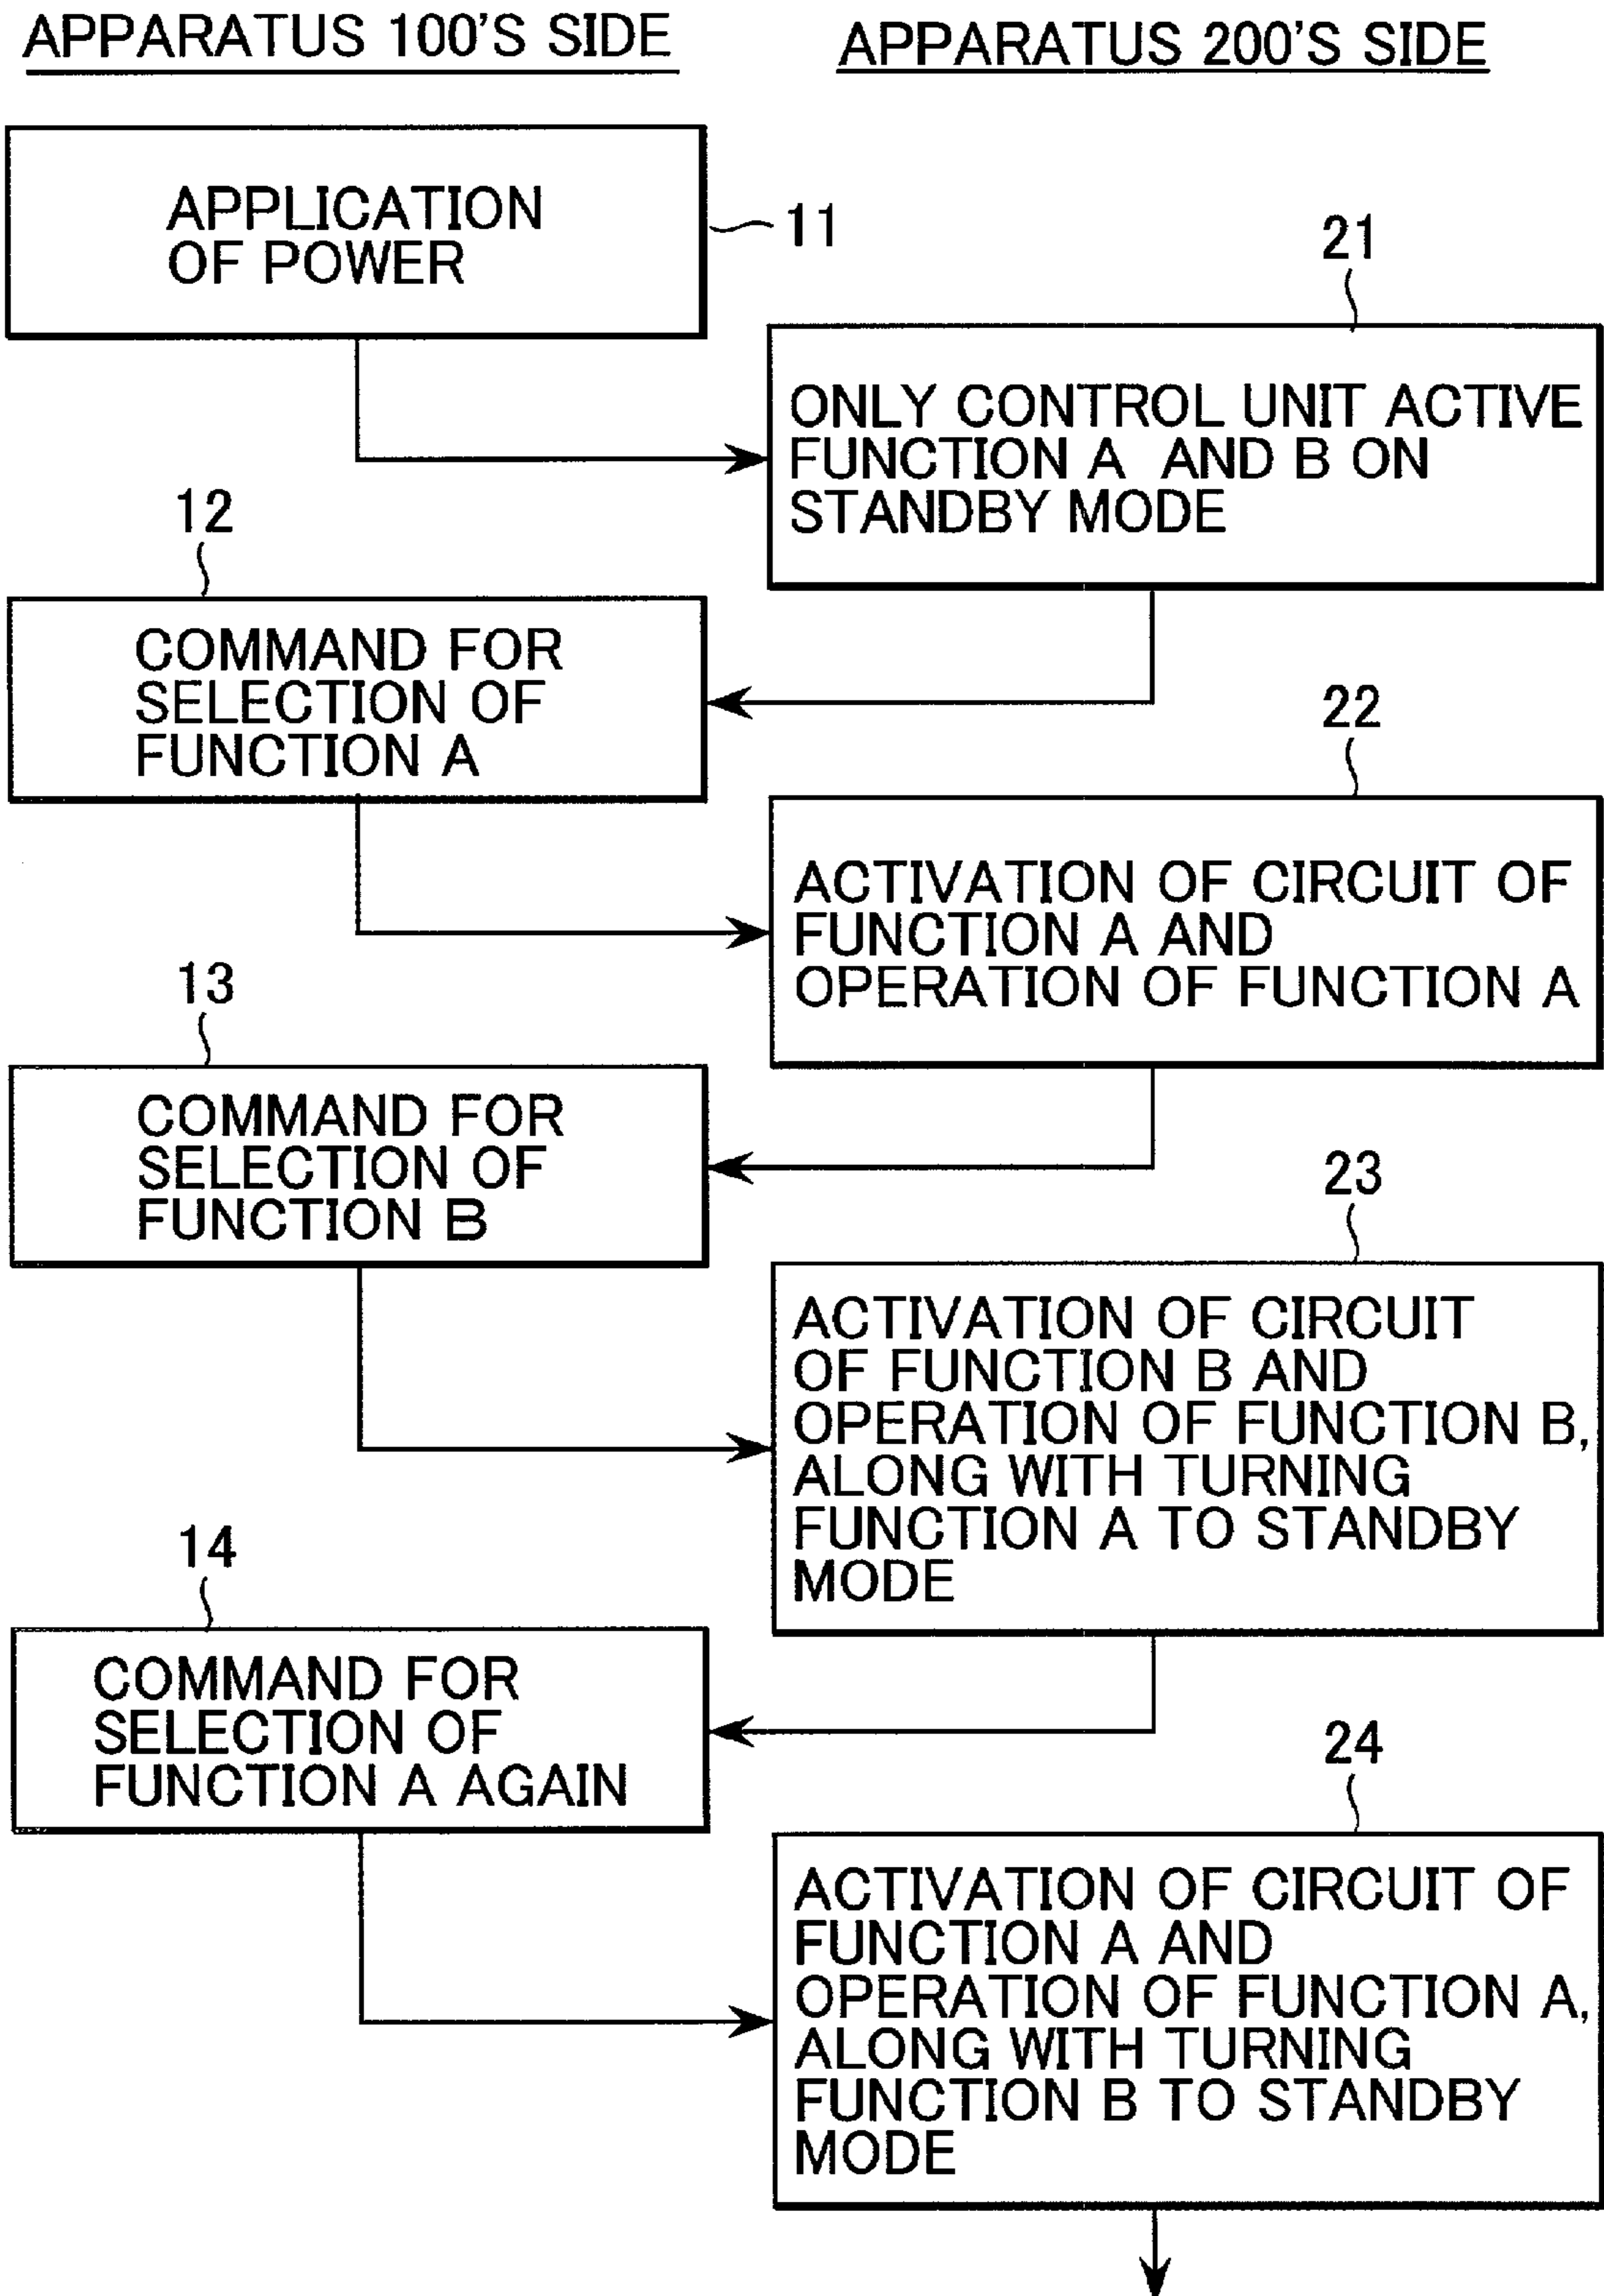 APPARATUS 100'S SIDE
APPARATUS 200'S SIDE
APPLICATION
OF POWER
11
21
ONLY CONTROL UNIT ACTIVE
FUNCTION A AND B ON
STANDBY MODE
12
COMMAND FOR
SELECTION OF
FUNCTION A
22
ACTIVATION OF CIRCUIT OF
FUNCTION A AND
OPERATION OF FUNCTION A
13
COMMAND FOR
SELECTION OF
FUNCTION B
23
ACTIVATION OF CIRCUIT
OF FUNCTION B AND
OPERATION OF FUNCTION B,
ALONG WITH TURNING
FUNCTION A TO STANDBY
MODE
14
COMMAND FOR
SELECTION OF
FUNCTION A AGAIN
24
ACTIVATION OF CIRCUIT OF
FUNCTION A AND
OPERATION OF FUNCTION A,
ALONG WITH TURNING
FUNCTION B TO STANDBY
MODE